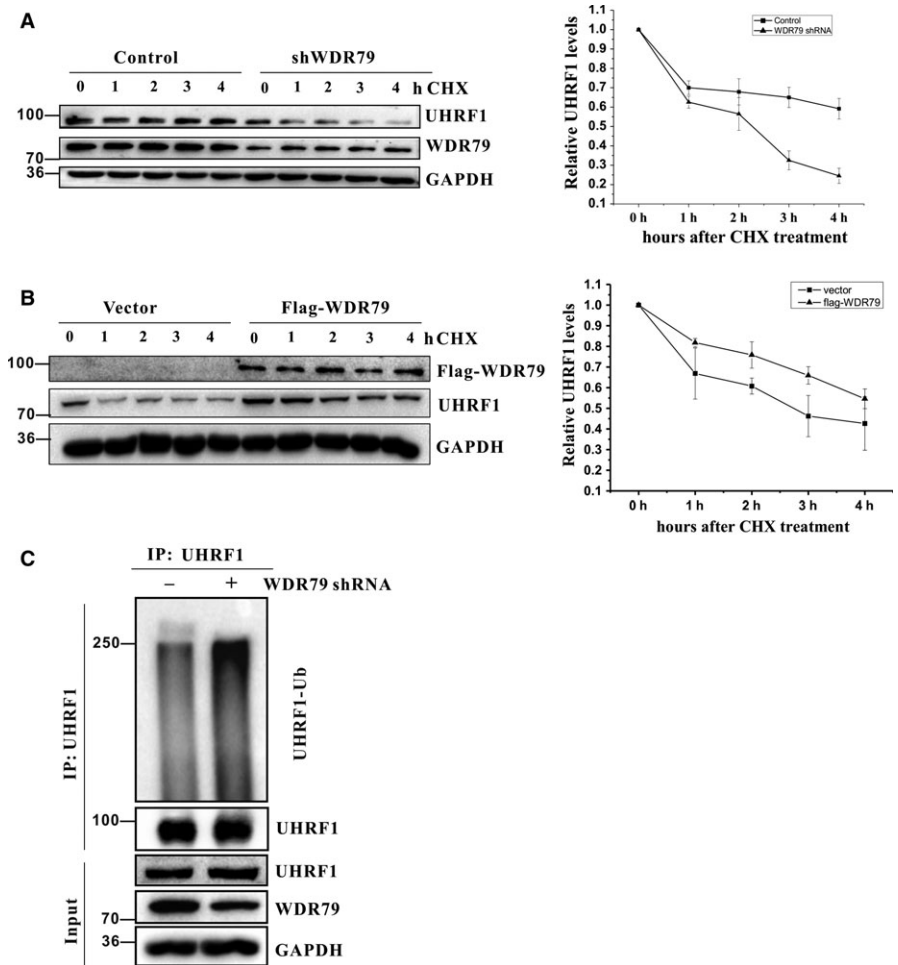 A
Control shWDR79
0 1 2 3 4 0 1 2 3 4 h CHX
100 UHRF1
WDR79
70
36 GAPDH
Control
WDR79 shRNA
Relative UHRF1 levels
1.0
0.9
0.8
0.7
0.6
0.5
0.4
0.3
0.2
0.1
0 h 1 h 2 h 3 h 4 h
hours after CHX treatment
B
Vector Flag-WDR79
0 1 2 3 4 0 1 2 3 4 h CHX
100 Flag-WDR79
UHRF1
70
36 GAPDH
vector
flag-WDR79
Relative UHRF1 levels
1.0
0.9
0.8
0.7
0.6
0.5
0.4
0.3
0.2
0.1
0 h 1 h 2 h 3 h 4 h
hours after CHX treatment
C
IP: UHRF1
– + WDR79 shRNA
IP: UHRF1
250
UHRF1-Ub
100
UHRF1
Input
UHRF1
WDR79
70
36 GAPDH